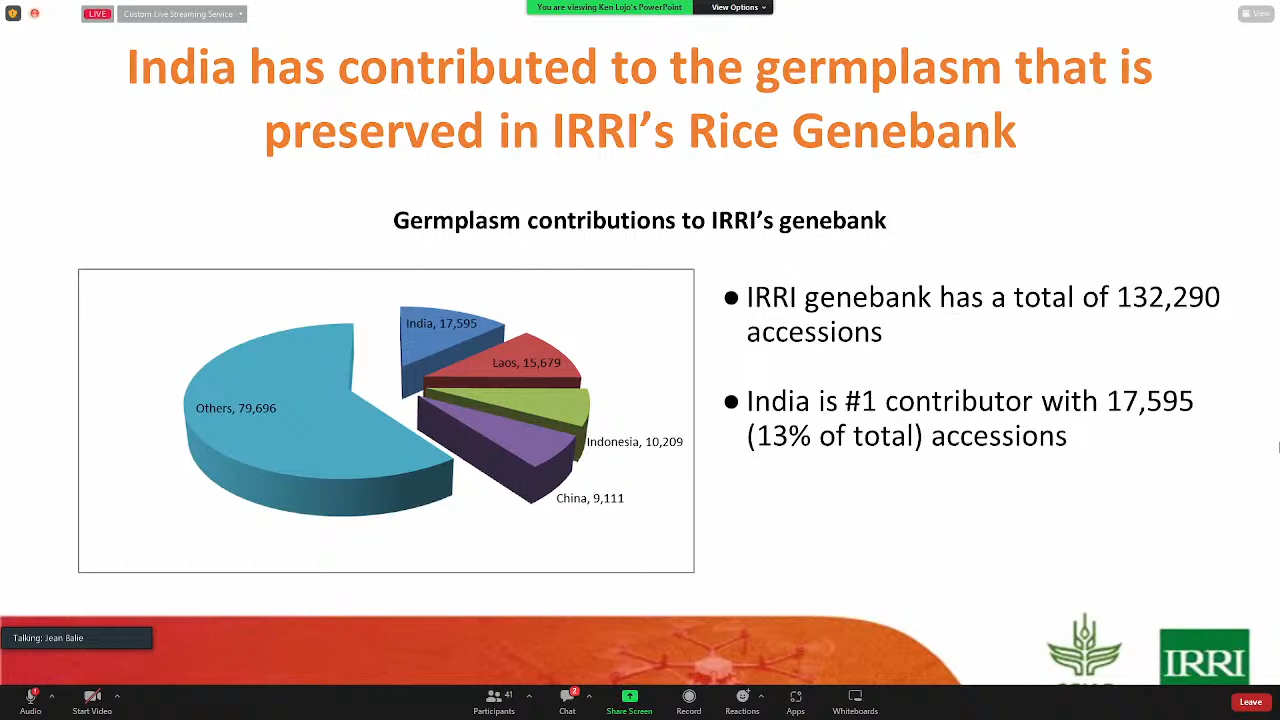 LIVE
Custom Live Streaming Service
You are viewing Ken Lojo's PowerPoint
View Options
View
India has contributed to the germplasm that is
preserved in IRRI's Rice Genebank
Germplasm contributions to IRRI's genebank
India, 17,595
Laos, 15,679
Others, 79,696
Indonesia, 10,209
China, 9,111
● IRRI genebank has a total of 132,290
accessions
● India is #1 contributor with 17,595
(13% of total) accessions
Talking: Jean Balie
IRRI
Audio
Start Video
41
Participants
2
Chat
Share Screen
Record
Reactions
Apps
Whiteboards
Leave